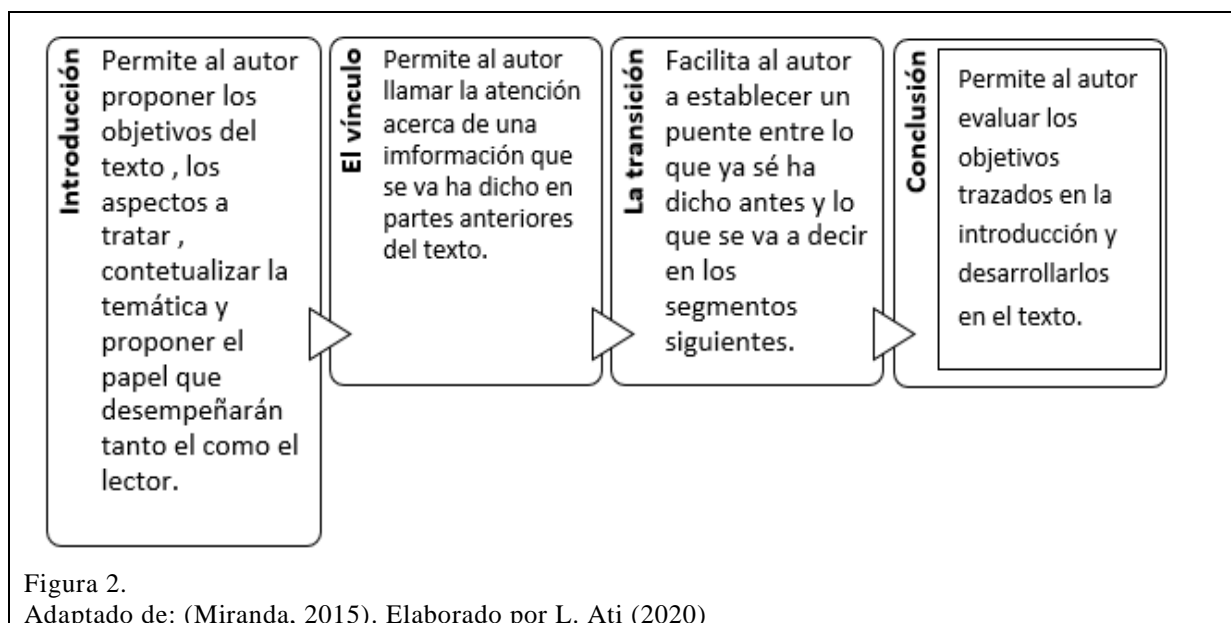 Introducción
Permite al autor
proponer los
objetivos del
texto , los
aspectos a
tratar ,
contetualizar la
temática y
proponer el
papel que
desempeñarán
tanto el como el
lector.
El vínculo
Permite al autor
llamar la atención
acerca de una
imformación que
se va ha dicho en
partes anteriores
del texto.
La transición
Facilita al autor
a establecer un
puente entre lo
que ya sé ha
dicho antes y lo
que se va a decir
en los
segmentos
siguientes.
Conclusión
Permite al autor
evaluar los
objetivos
trazados en la
introducción y
desarrollarlos
en el texto.
Figura 2.
Adaptado de: (Miranda, 2015). Elaborado por L. Ati (2020)